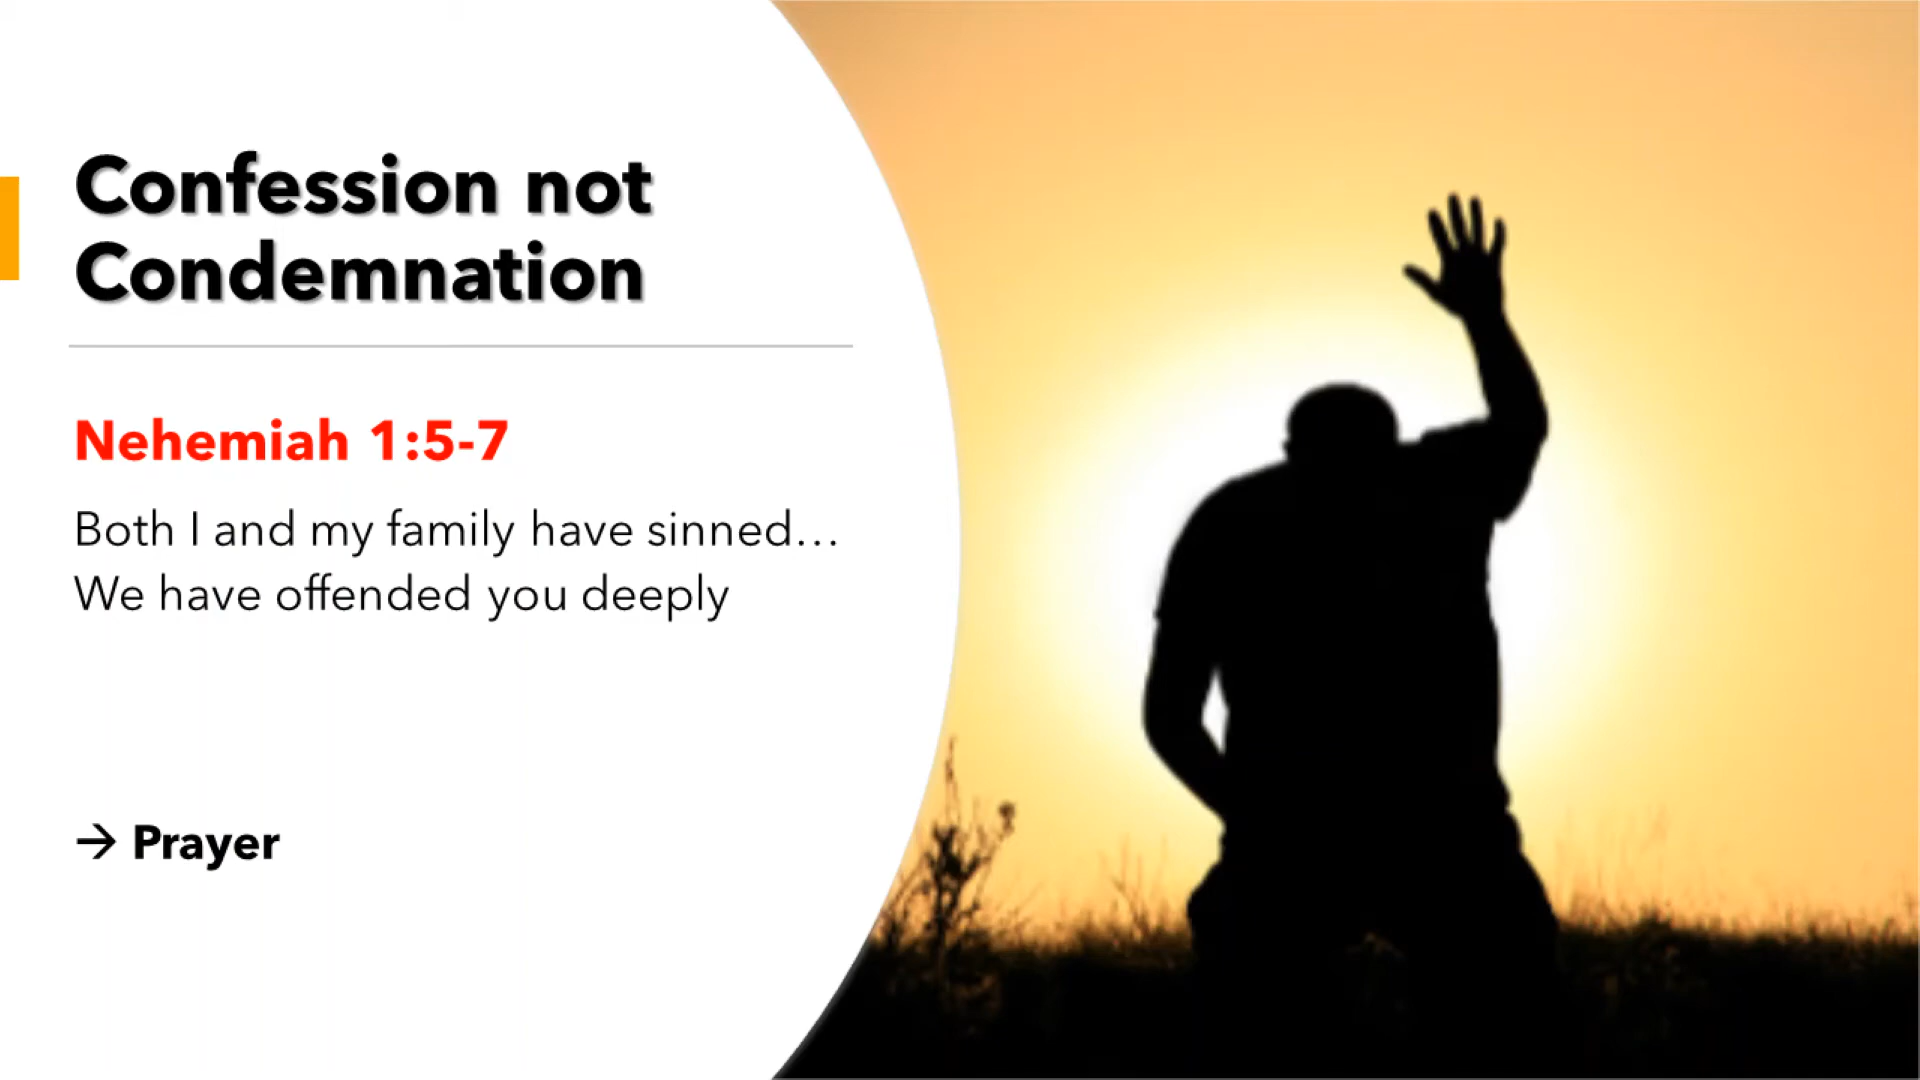 Confession not
Condemnation
Nehemiah 1:5-7
Both I and my family have sinned…
We have offended you deeply
→ Prayer